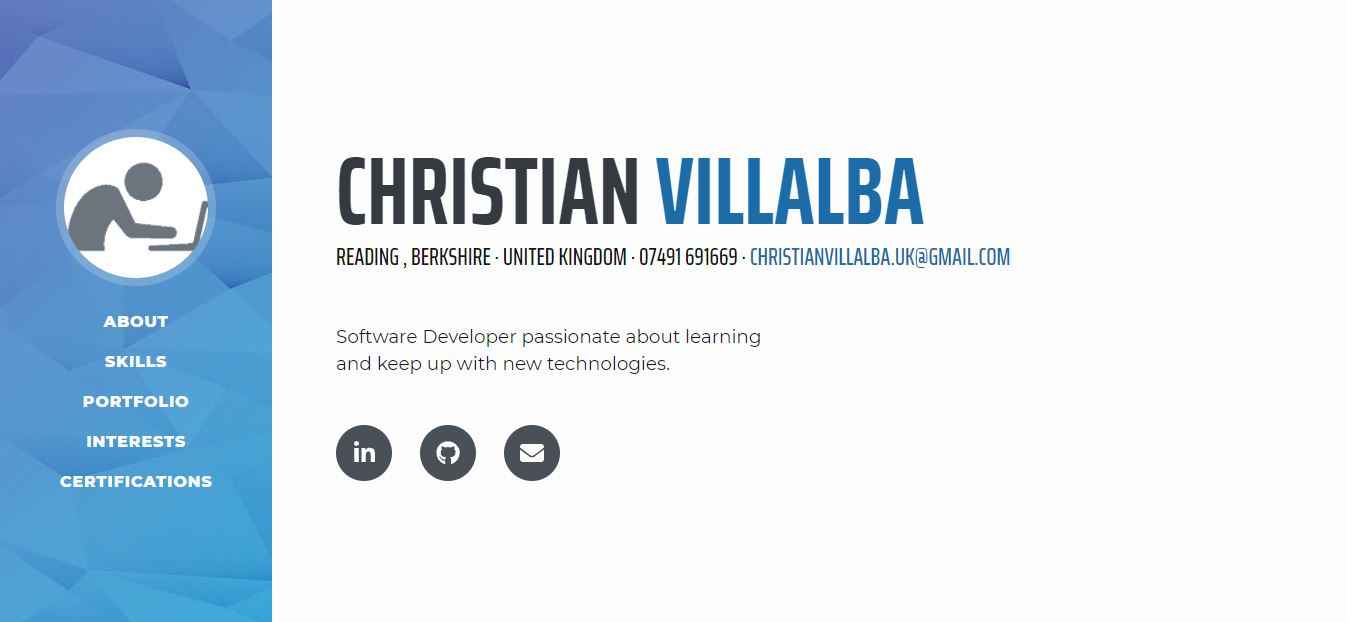 ABOUT
SKILLS
PORTFOLIO
INTERESTS
CERTIFICATIONS
CHRISTIAN VILLALBA
READING , BERKSHIRE · UNITED KINGDOM · 07491 691669 · CHRISTIANVILLALBA.UK@GMAIL.COM
Software Developer passionate about learning
and keep up with new technologies.
in